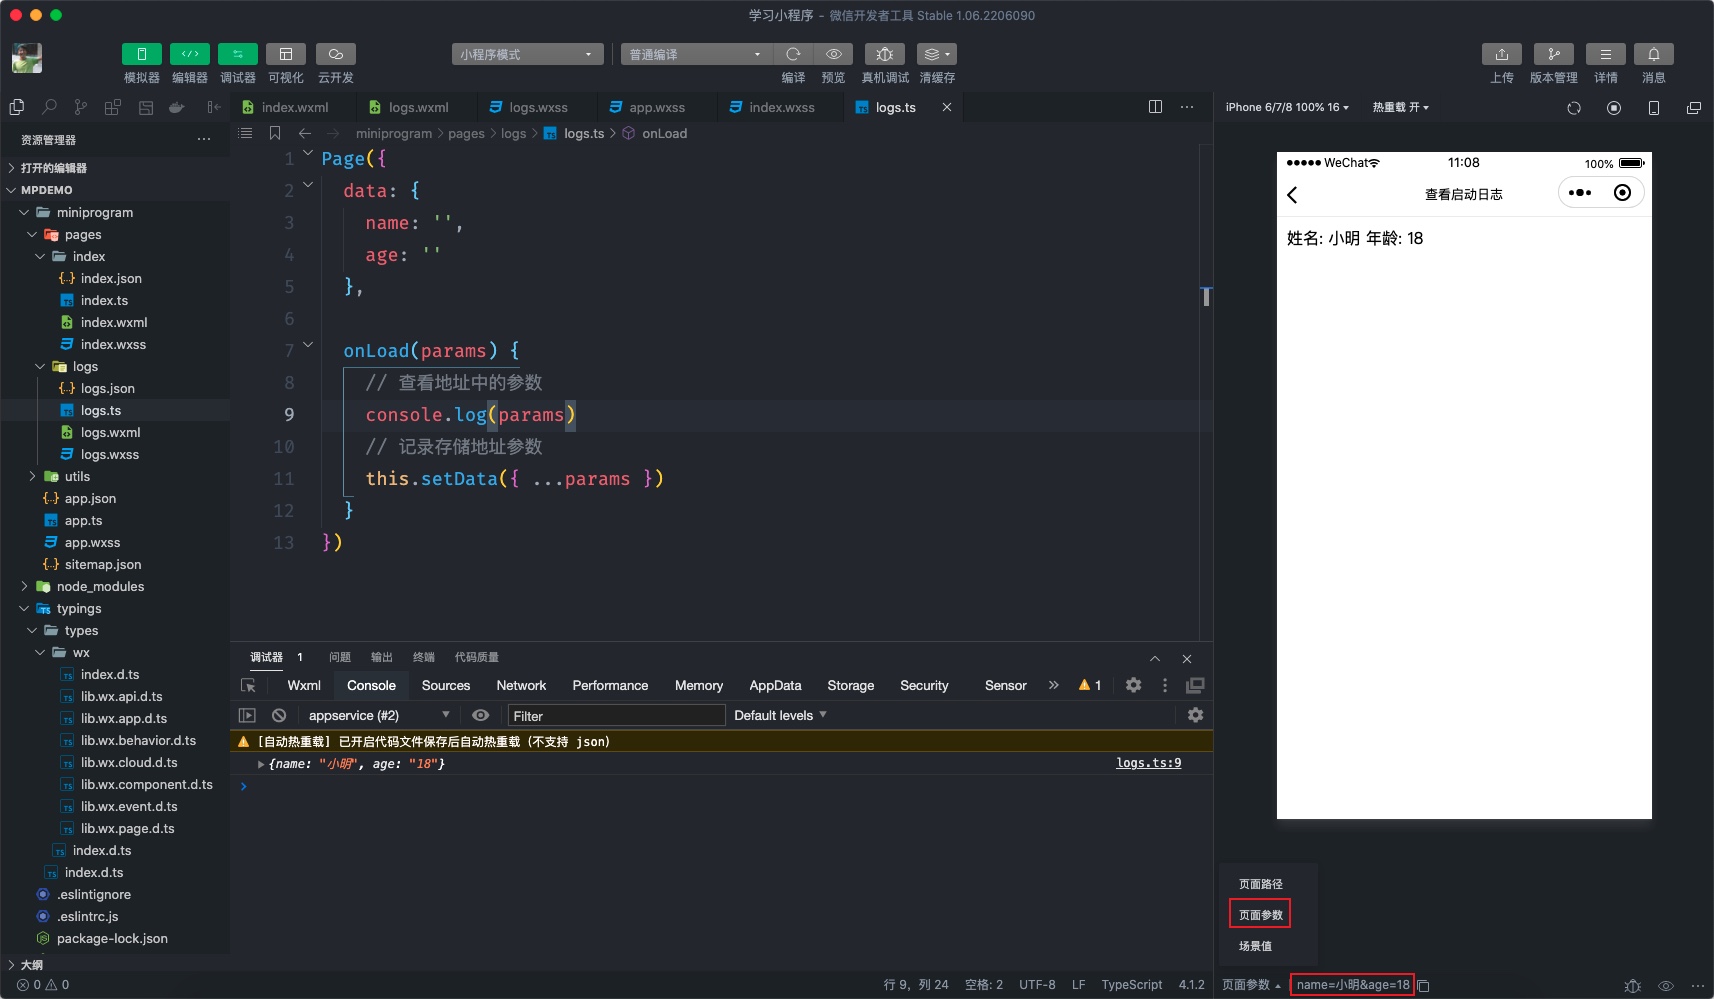 学习小程序 - 微信开发者工具 Stable 1.06.2206090
小程序模式
普通编译
模拟器 编辑器 调试器 可视化 云开发
编译 预览 真机调试 清缓存
上传 版本管理 详情 消息
资源管理器
打开的编辑器
MPDEMO
miniprogram
pages
index
index.json
index.ts
index.wxml
index.wxss
logs
logs.json
logs.ts
logs.wxml
logs.wxss
utils
app.json
app.ts
app.wxss
sitemap.json
node_modules
typings
types
wx
index.d.ts
lib.wx.api.d.ts
lib.wx.app.d.ts
lib.wx.behavior.d.ts
lib.wx.cloud.d.ts
lib.wx.component.d.ts
lib.wx.event.d.ts
lib.wx.page.d.ts
index.d.ts
index.d.ts
.eslintignore
.eslintrc.js
package-lock.json
大纲
0 0
index.wxml logs.wxml logs.wxss app.wxss index.wxss logs.ts
miniprogram > pages > logs > logs.ts > onLoad
1 Page({
2 data: {
3 name: '',
4 age: ''
5 },
6
7 onLoad(params) {
8 // 查看地址中的参数
9 console.log(params)
10 // 记录存储地址参数
11 this.setData({ ...params })
12 }
13 })
调试器 1 问题 输出 终端 代码质量
Wxml Console Sources Network Performance Memory AppData Storage Security Sensor 1
appservice (#2) Filter Default levels
[自动热重载] 已开启代码文件保存后自动热重载（不支持 json）
{name: "小明", age: "18"} logs.ts:9
行 9，列 24 空格: 2 UTF-8 LF TypeScript 4.1.2
iPhone 6/7/8 100% 16 热重载 开
WeChat 11:08 100%
查看启动日志
姓名: 小明 年龄: 18
页面路径
页面参数
场景值
页面参数 name=小明&age=18